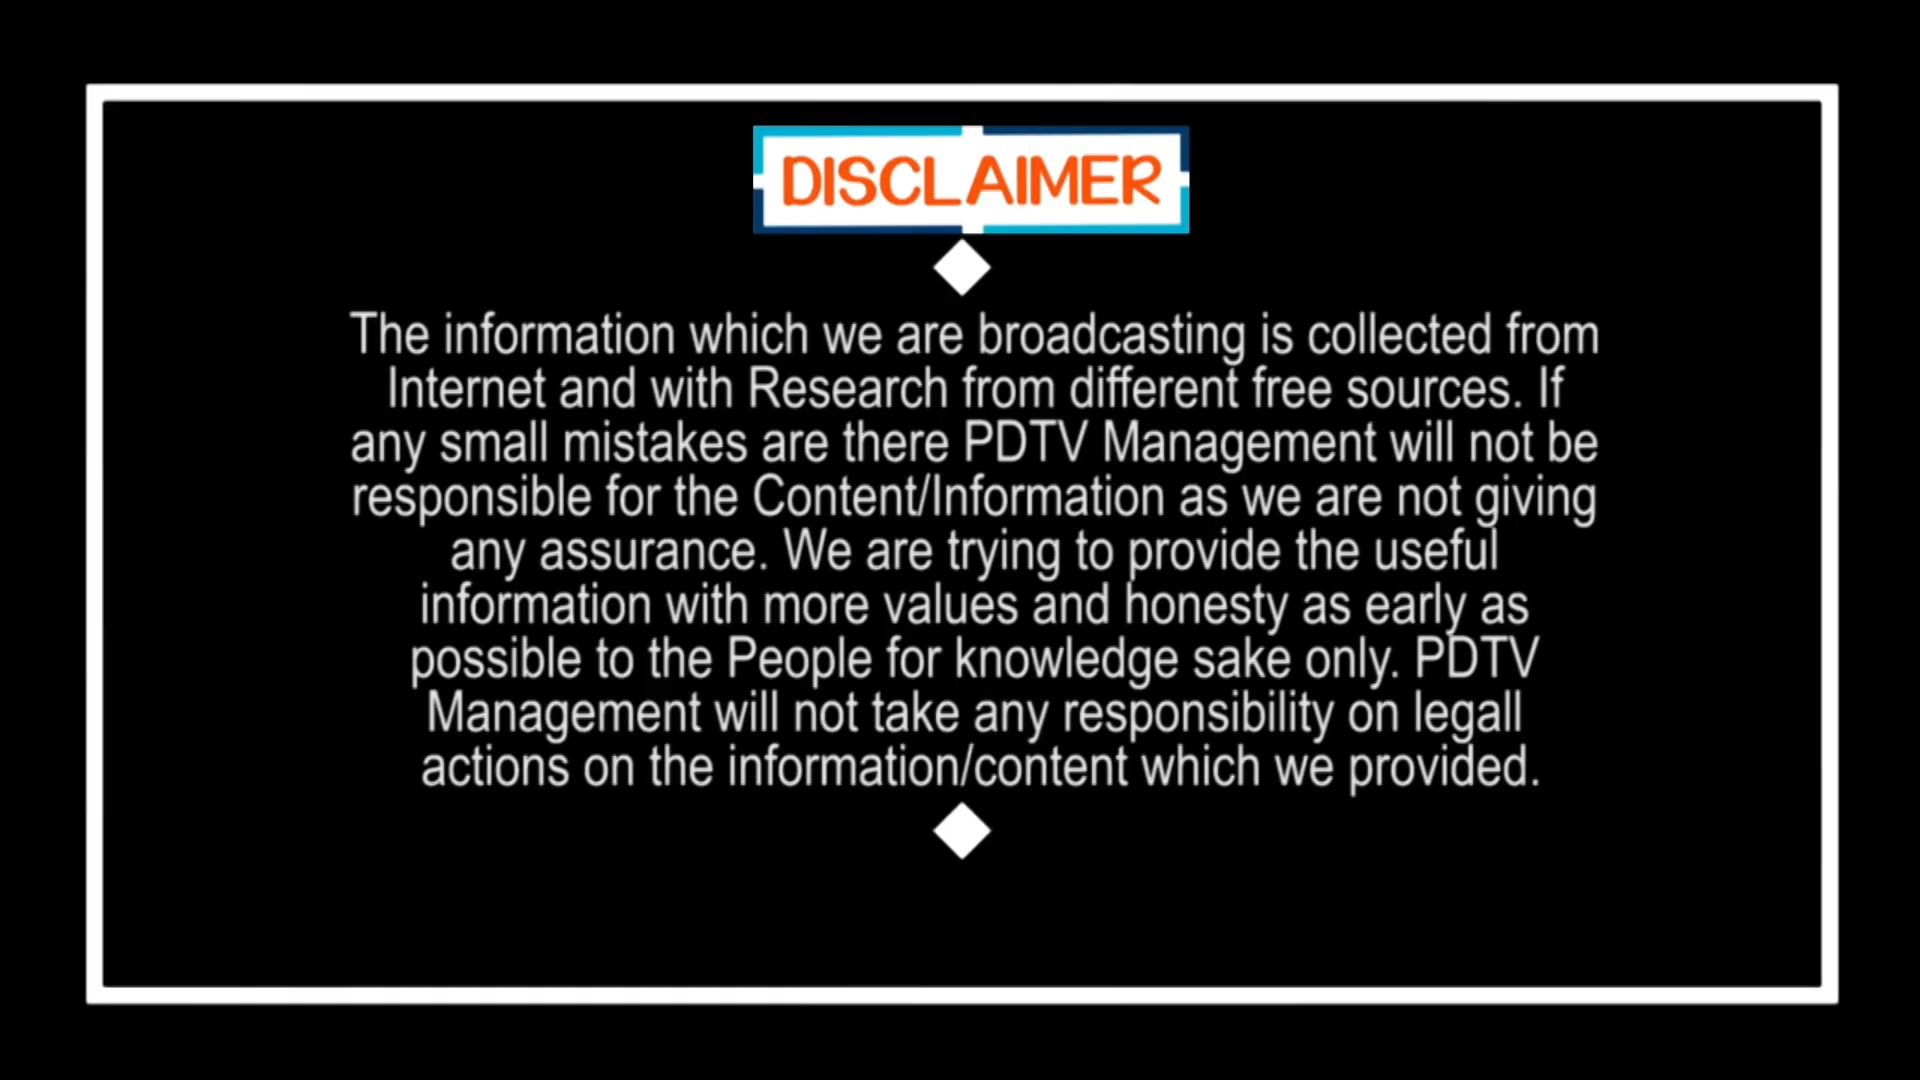 DISCLAIMER
The information which we are broadcasting is collected from
Internet and with Research from different free sources. If
any small mistakes are there PDTV Management will not be
responsible for the Content/Information as we are not giving
any assurance. We are trying to provide the useful
information with more values and honesty as early as
possible to the People for knowledge sake only. PDTV
Management will not take any responsibility on legall
actions on the information/content which we provided.